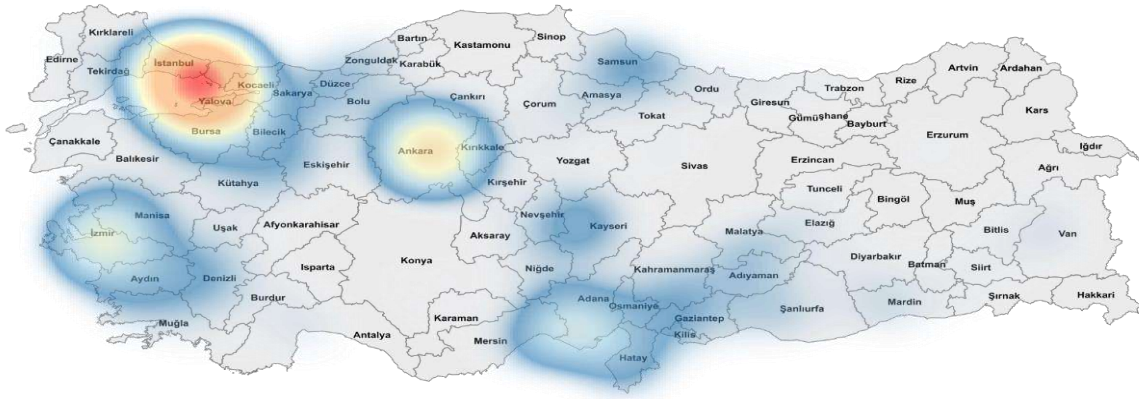 Kırklareli
Edirne
Tekirdağ
İstanbul
Kocaeli
Yalova
Sakarya
Düzce
Zonguldak
Bartın
Karabük
Kastamonu
Sinop
Samsun
Çankırı
Bolu
Bilecik
Bursa
Çanakkale
Balıkesir
Kütahya
Eskişehir
Ankara
Kırıkkale
Kırşehir
Çorum
Amasya
Tokat
Ordu
Giresun
Trabzon
Gümüşhane
Bayburt
Rize
Artvin
Ardahan
Kars
Iğdır
Ağrı
Erzurum
Erzincan
Sivas
Yozgat
Nevşehir
Kayseri
Aksaray
Niğde
Konya
Afyonkarahisar
Uşak
Manisa
İzmir
Aydın
Denizli
Isparta
Burdur
Muğla
Antalya
Karaman
Mersin
Adana
Osmaniye
Hatay
Kahramanmaraş
Gaziantep
Kilis
Adıyaman
Malatya
Elazığ
Tunceli
Bingöl
Muş
Bitlis
Van
Diyarbakır
Batman
Siirt
Şanlıurfa
Mardin
Şırnak
Hakkari